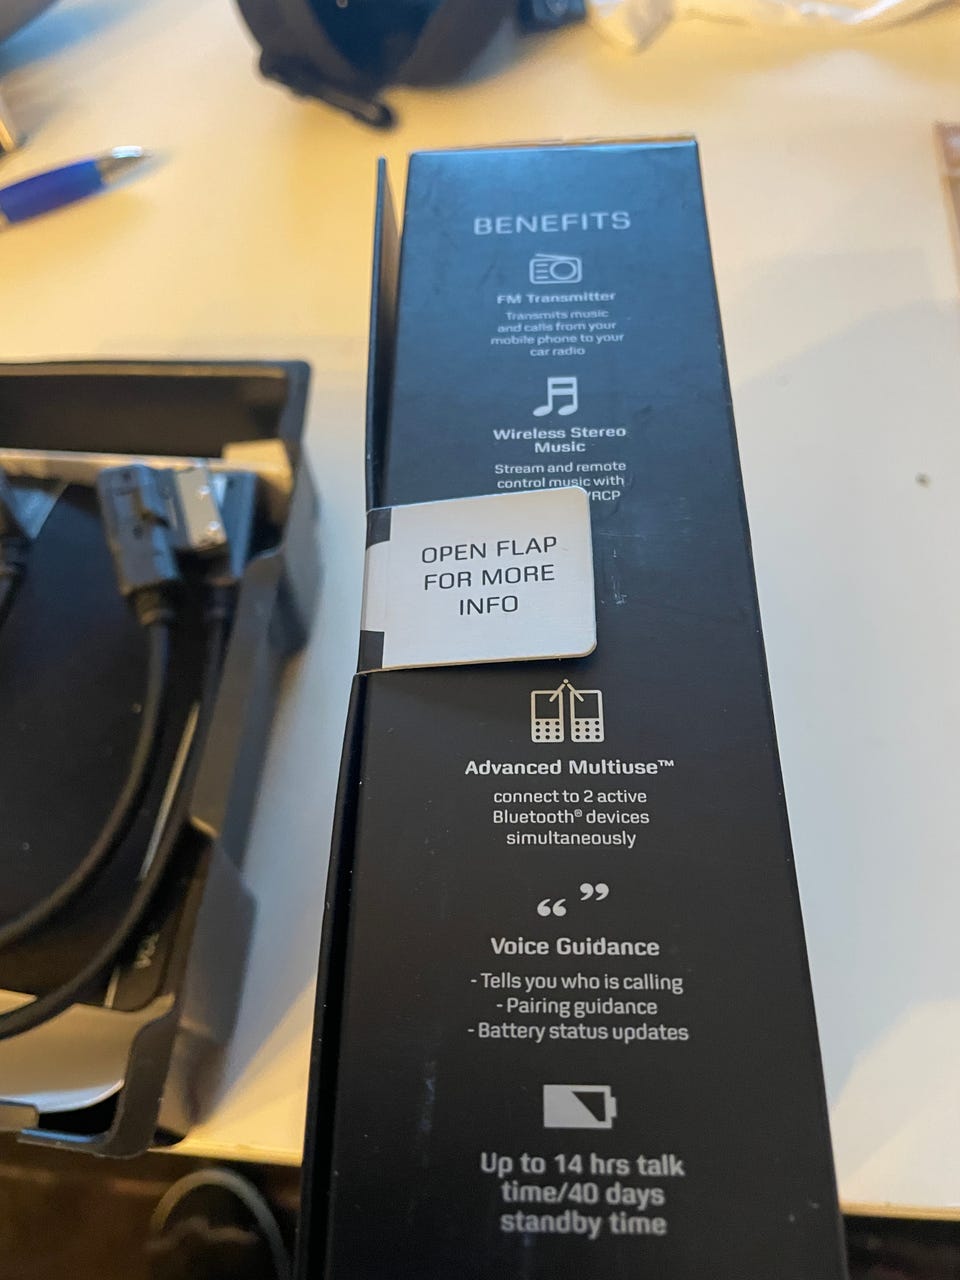 BENEFITS
FM Transmitter
Transmits music
and calls from your
mobile phone to your
car radio
Wireless Stereo
Music
Stream and remote
control music with
/RCP
OPEN FLAP
FOR MORE
INFO
Advanced Multiuse™
connect to 2 active
Bluetooth® devices
simultaneously
“ ”
Voice Guidance
- Tells you who is calling
- Pairing guidance
- Battery status updates
Up to 14 hrs talk
time/40 days
standby time